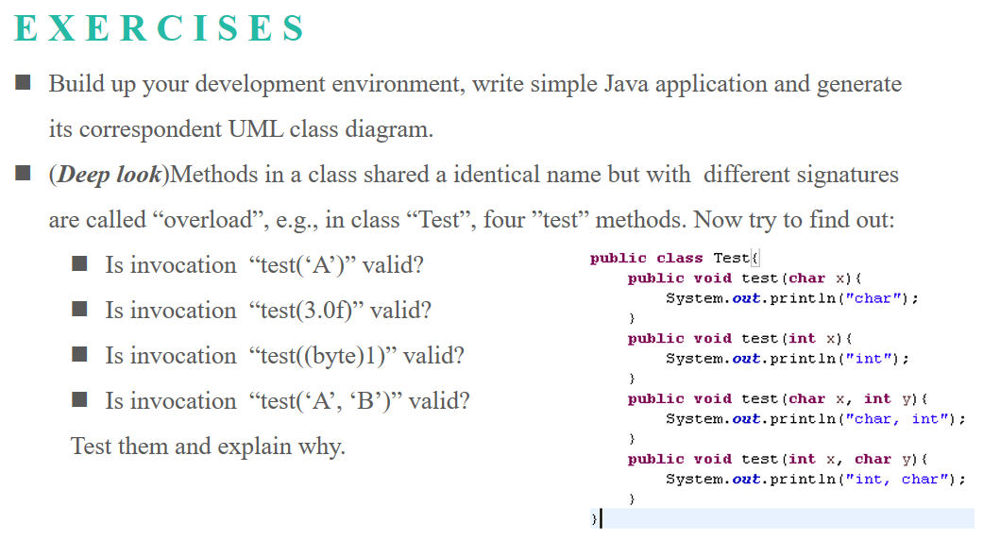 EXERCISES
Build up your development environment, write simple Java application and generate
its correspondent UML class diagram.
(Deep look)Methods in a class shared a identical name but with different signatures
are called “overload”, e.g., in class “Test”, four ”test” methods. Now try to find out:
Is invocation “test(‘A’)” valid?
Is invocation “test(3.0f)” valid?
Is invocation “test((byte)1)” valid?
Is invocation “test(‘A’, ‘B’)” valid?
Test them and explain why.
public class Test{
public void test(char x){
System.out.println("char");
}
public void test(int x){
System.out.println("int");
}
public void test(char x, int y){
System.out.println("char, int");
}
public void test(int x, char y){
System.out.println("int, char");
}
}